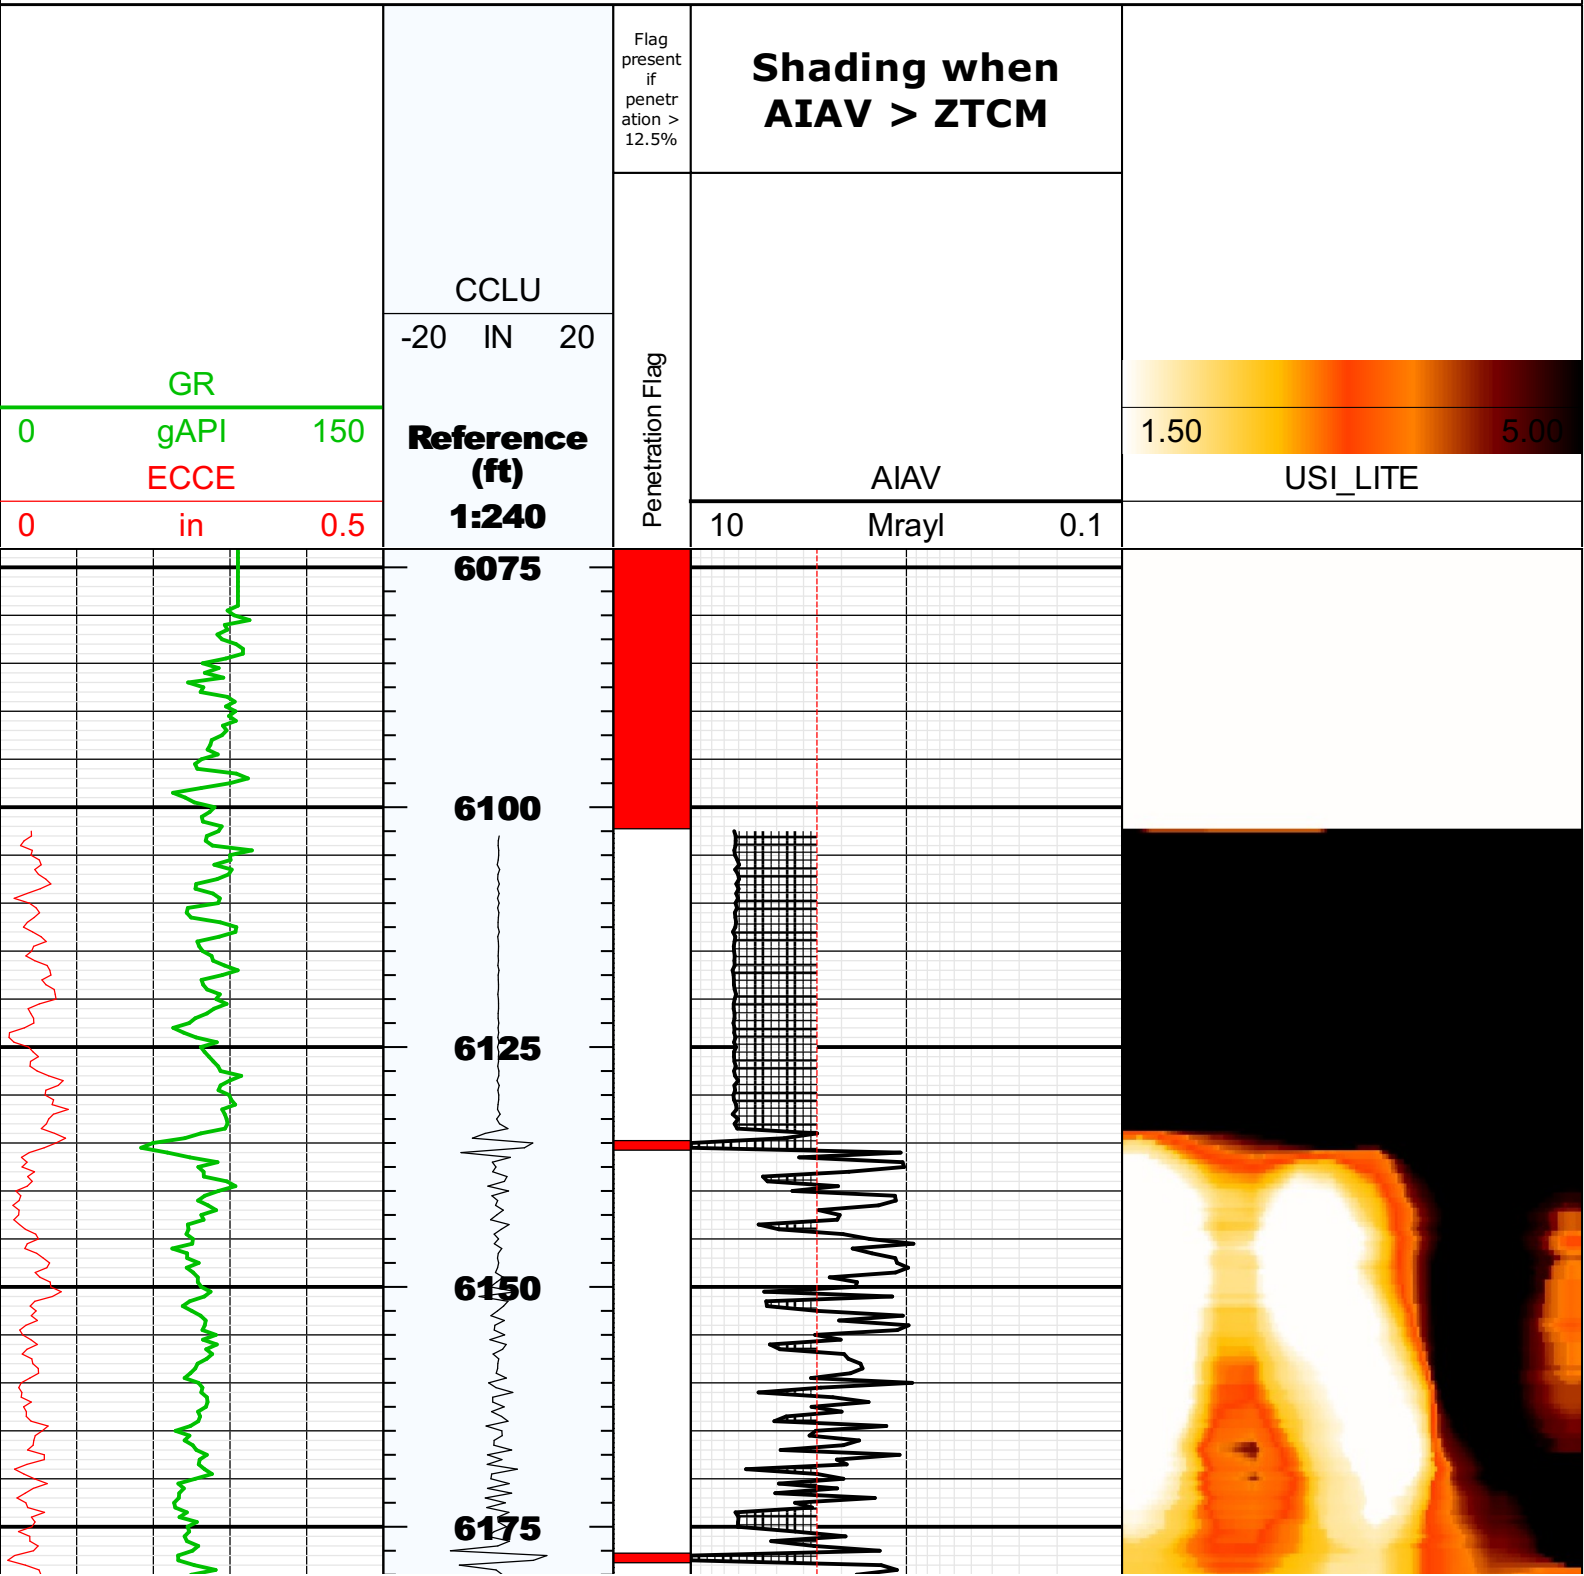 Flag
present
if
penetr
ation >
12.5%
Shading when
AIAV > ZTCM
CCLU
-20 IN 20
GR
0 gAPI 150
ECCE
0 in 0.5
Reference
(ft)
1:240
Penetration Flag
AIAV
10 Mrayl 0.1
1.50 5.00
USI_LITE
6075
6100
6125
6150
6175